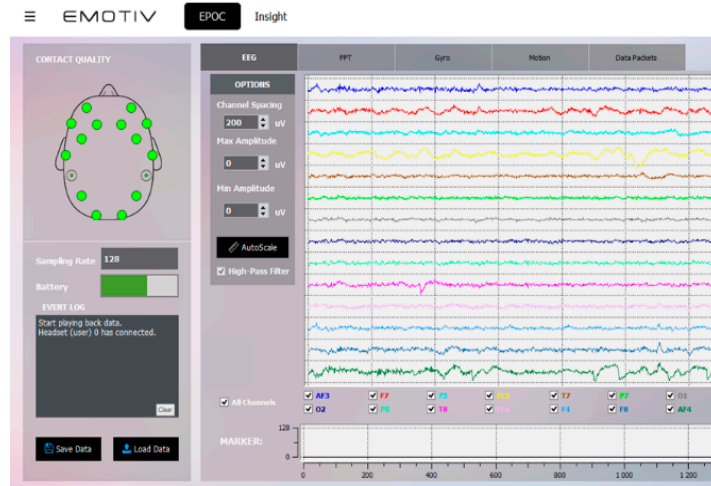 ☰ EMOTIV EPOC Insight
CONTACT QUALITY
Sampling Rate 128
Battery
EVENT LOG
Start playing back data.
Headset (user) 0 has connected.
Clear
Save Data Load Data
EEG FFT Gyro Motion Data Packets
OPTIONS
Channel Spacing
200 uV
Max Amplitude
0 uV
Min Amplitude
0 uV
AutoScale
High-Pass Filter
All Channels
AF3 F7 F3 FC5 T7 P7 O1
O2 P8 T8 FC6 F4 F8 AF4
MARKER:
128
0
0 200 400 600 800 1 000 1 200